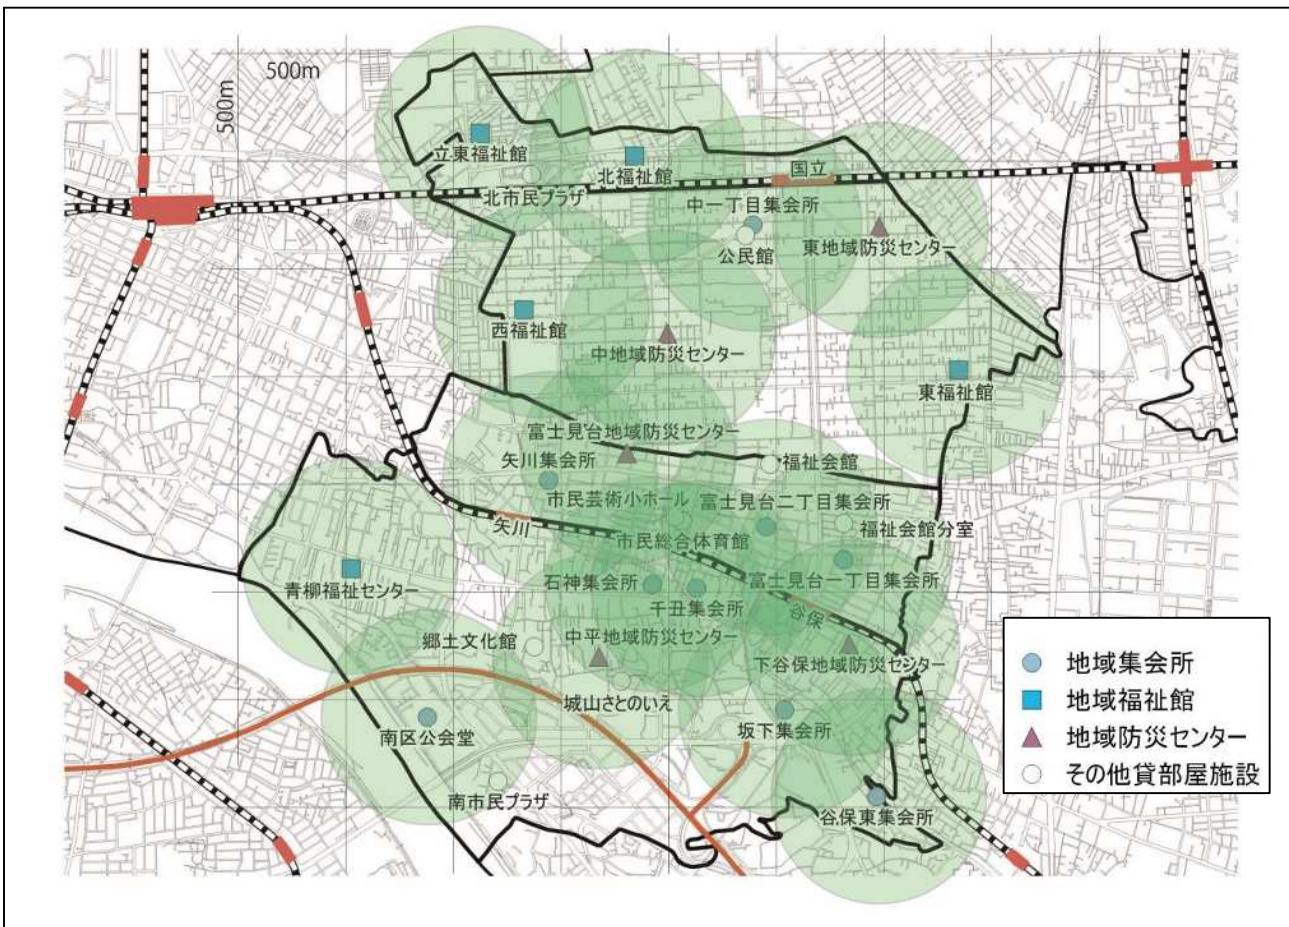 500m
500m
立東福祉館
北福祉館
国立
北市民プラザ
中一丁目集会所
公民館
東地域防災センター
西福祉館
中地域防災センター
東福祉館
富士見台地域防災センター
矢川集会所
福祉会館
市民芸術小ホール
富士見台二丁目集会所
矢川
市民総合体育館
福祉会館分室
青柳福祉センター
石神集会所
富士見台一丁目集会所
千丑集会所
谷保
郷土文化館
中平地域防災センター
下谷保地域防災センター
城山さとのいえ
南区公会堂
坂下集会所
南市民プラザ
谷保東集会所
地域集会所
地域福祉館
地域防災センター
その他貸部屋施設